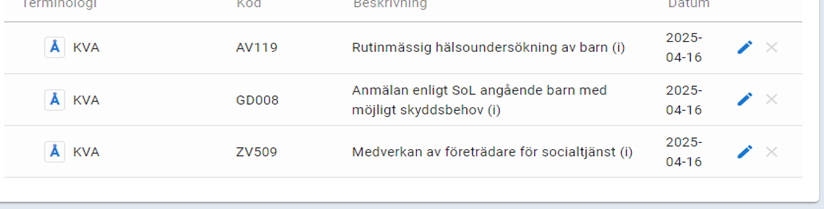 Terminologi Kod Beskrivning Datum
Å KVA AV119 Rutinmässig hälsoundersökning av barn (i) 2025-
04-16
Å KVA GD008 Anmälan enligt SoL angående barn med
möjligt skyddsbehov (i) 2025-
04-16
Å KVA ZV509 Medverkan av företrädare för socialtjänst (i) 2025-
04-16